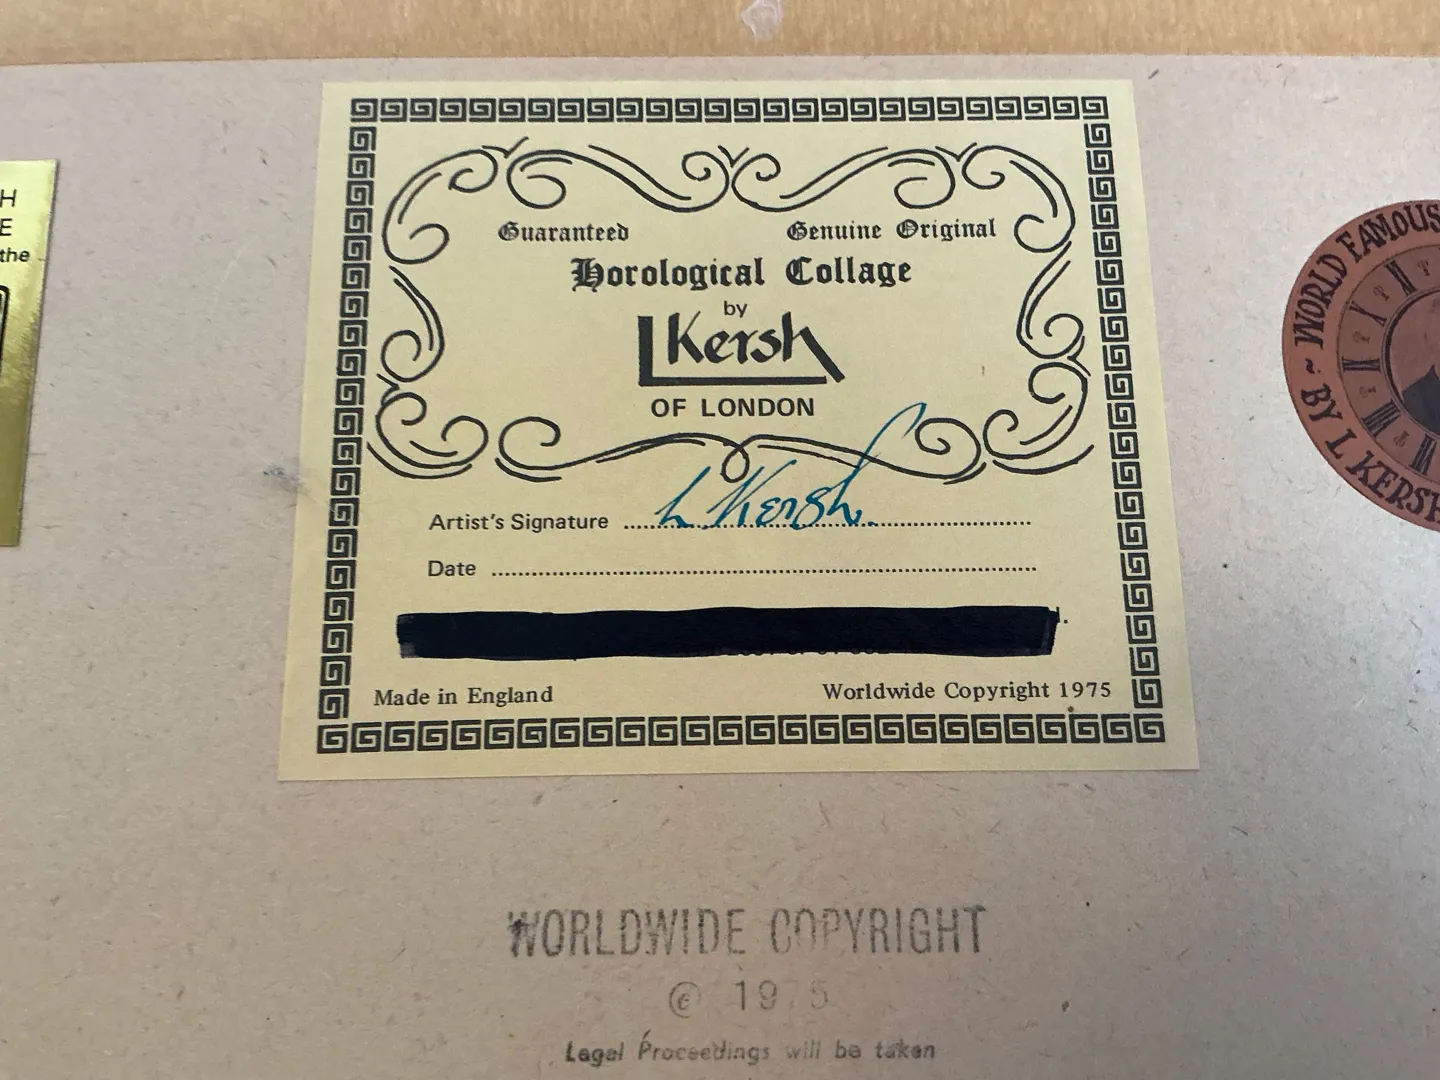 H
E
the
Guaranteed Genuine Original
Horological Collage
by
L Kersh
OF LONDON
Artist's Signature L Kersh.
Date
Made in England Worldwide Copyright 1975
~ WORLD FAMOUS
BY L KERSH
WORLDWIDE COPYRIGHT
© 1975
Legal Proceedings will be taken